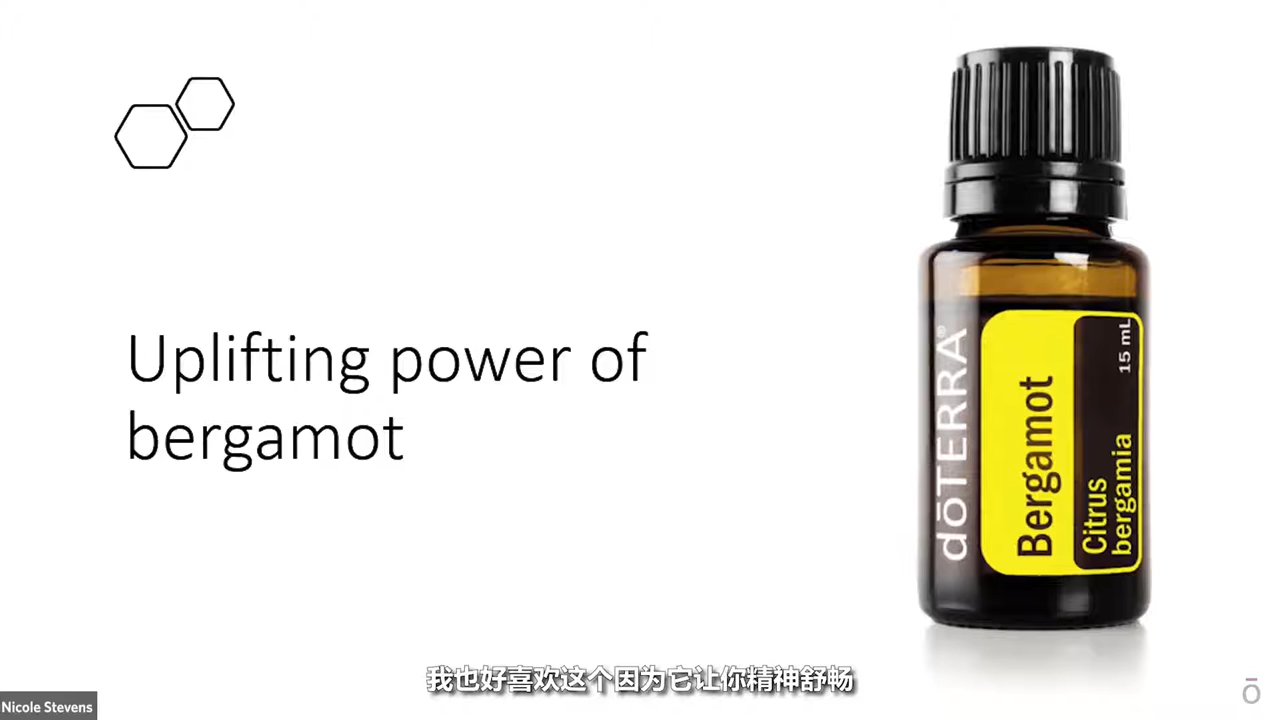 Uplifting power of
bergamot
dōTERRA®
Bergamot
Citrus
bergamia
15 mL
我也好喜欢这个因为它让你精神舒畅
Nicole Stevens
ō